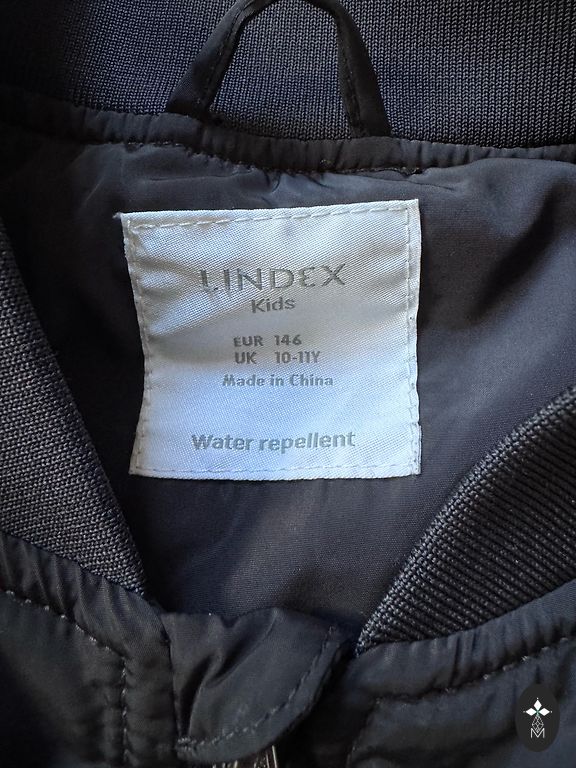 LINDEX
Kids
EUR 146
UK 10-11Y
Made in China
Water repellent